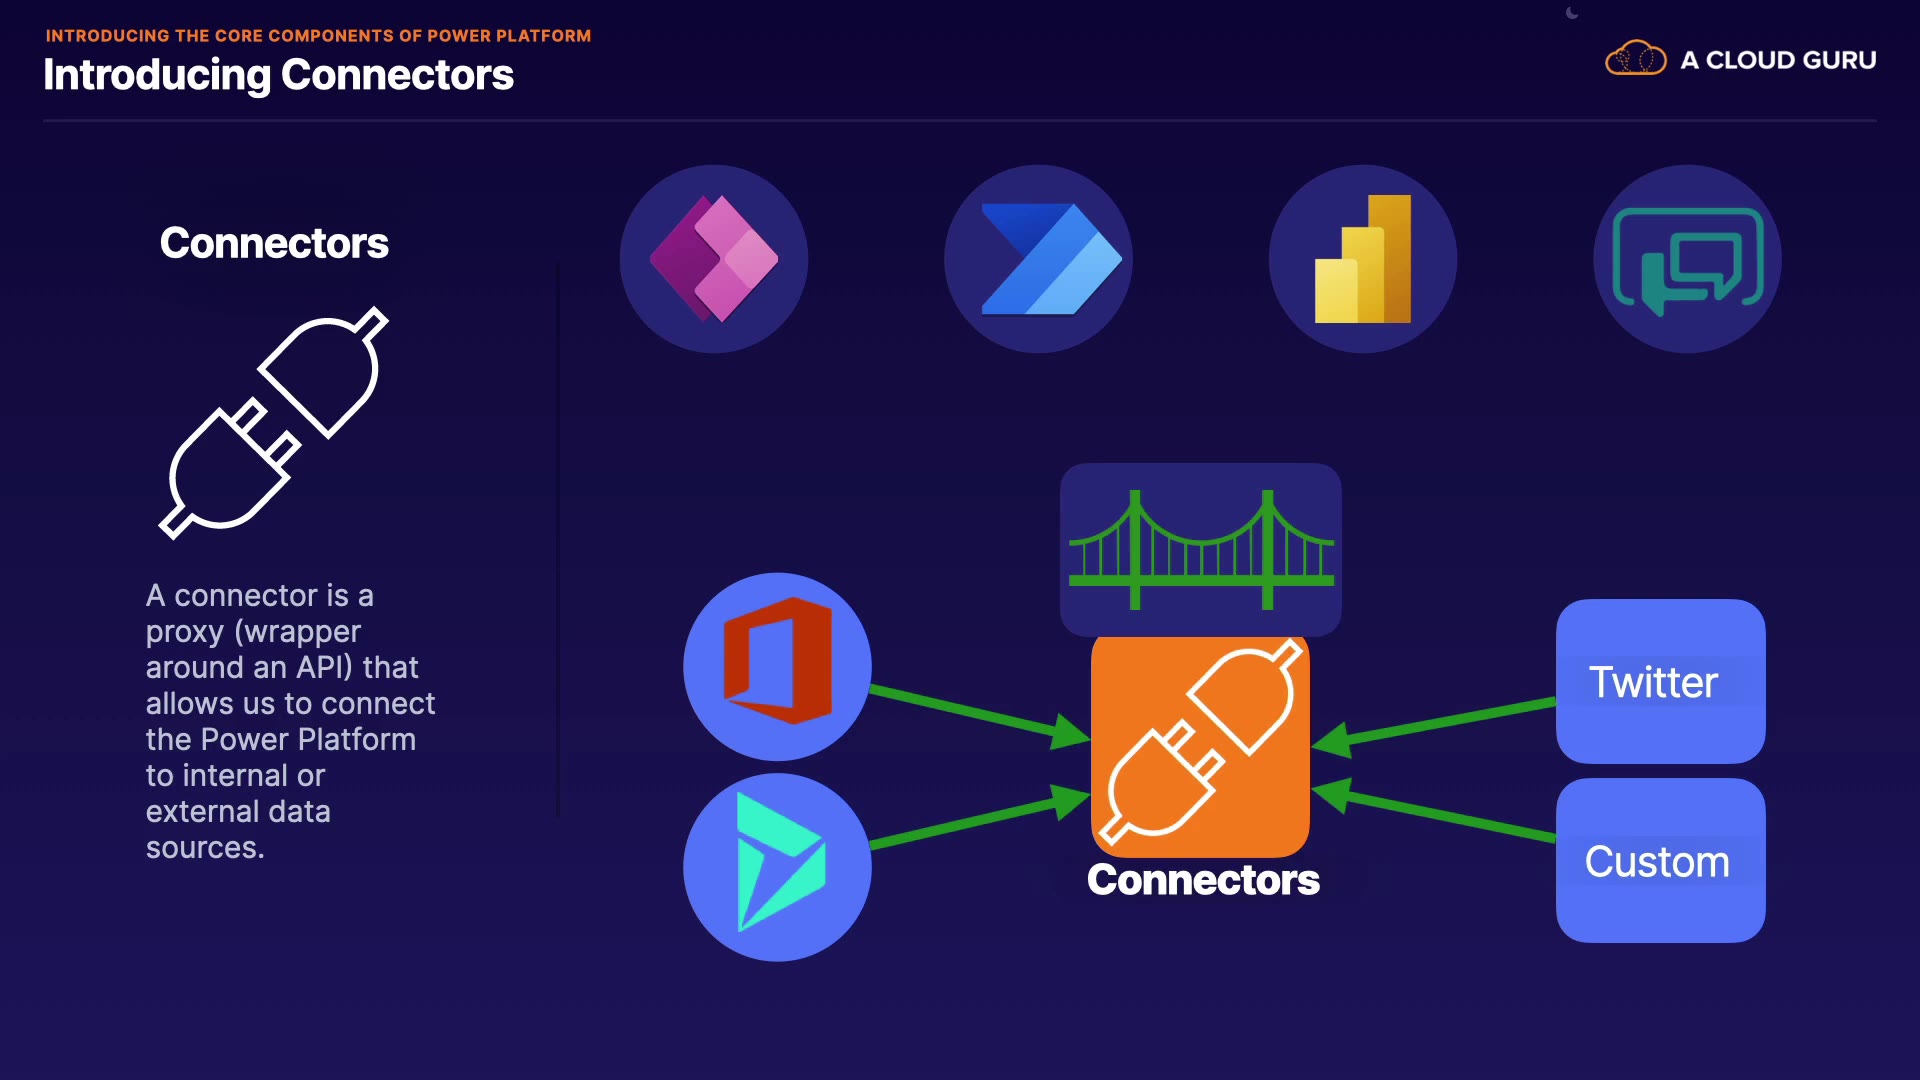 INTRODUCING THE CORE COMPONENTS OF POWER PLATFORM
Introducing Connectors
A CLOUD GURU
Connectors
A connector is a
proxy (wrapper
around an API) that
allows us to connect
the Power Platform
to internal or
external data
sources.
Connectors
Twitter
Custom